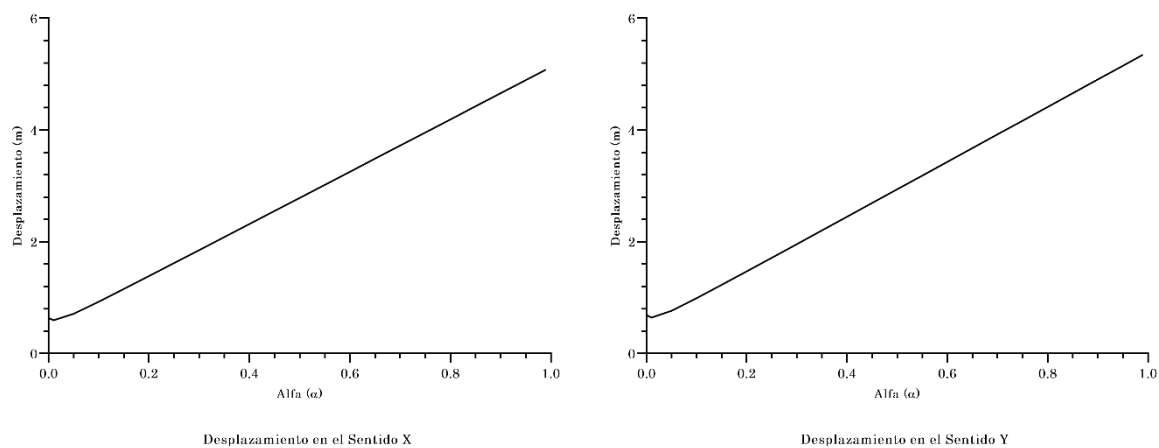 6
4
2
0
Desplazamiento (m)
0.0 0.2 0.4 0.6 0.8 1.0
Alfa (α)
Desplazamiento en el Sentido X
6
4
2
0
Desplazamiento (m)
0.0 0.2 0.4 0.6 0.8 1.0
Alfa (α)
Desplazamiento en el Sentido Y